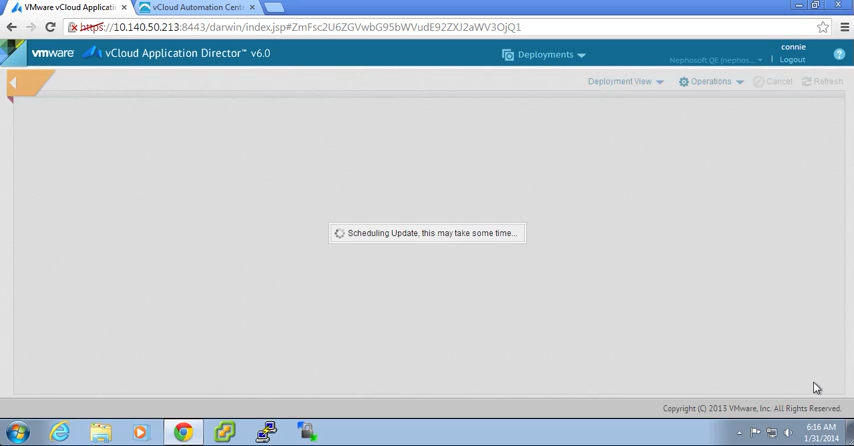 VMware vCloud Applicati
vCloud Automation Cent
https://10.140.50.213:8443/darwin/index.jsp#ZmFsc2U6ZGVwbG95bWVudE92ZXJ2aWV3OjQ1
vmware vCloud Application Director™ v6.0
Deployments
connie
Nephosoft QE (nephos...
Logout
Deployment View
Operations
Cancel
Refresh
Scheduling Update, this may take some time...
Copyright (C) 2013 VMware, Inc. All Rights Reserved.
6:16 AM
1/31/2014